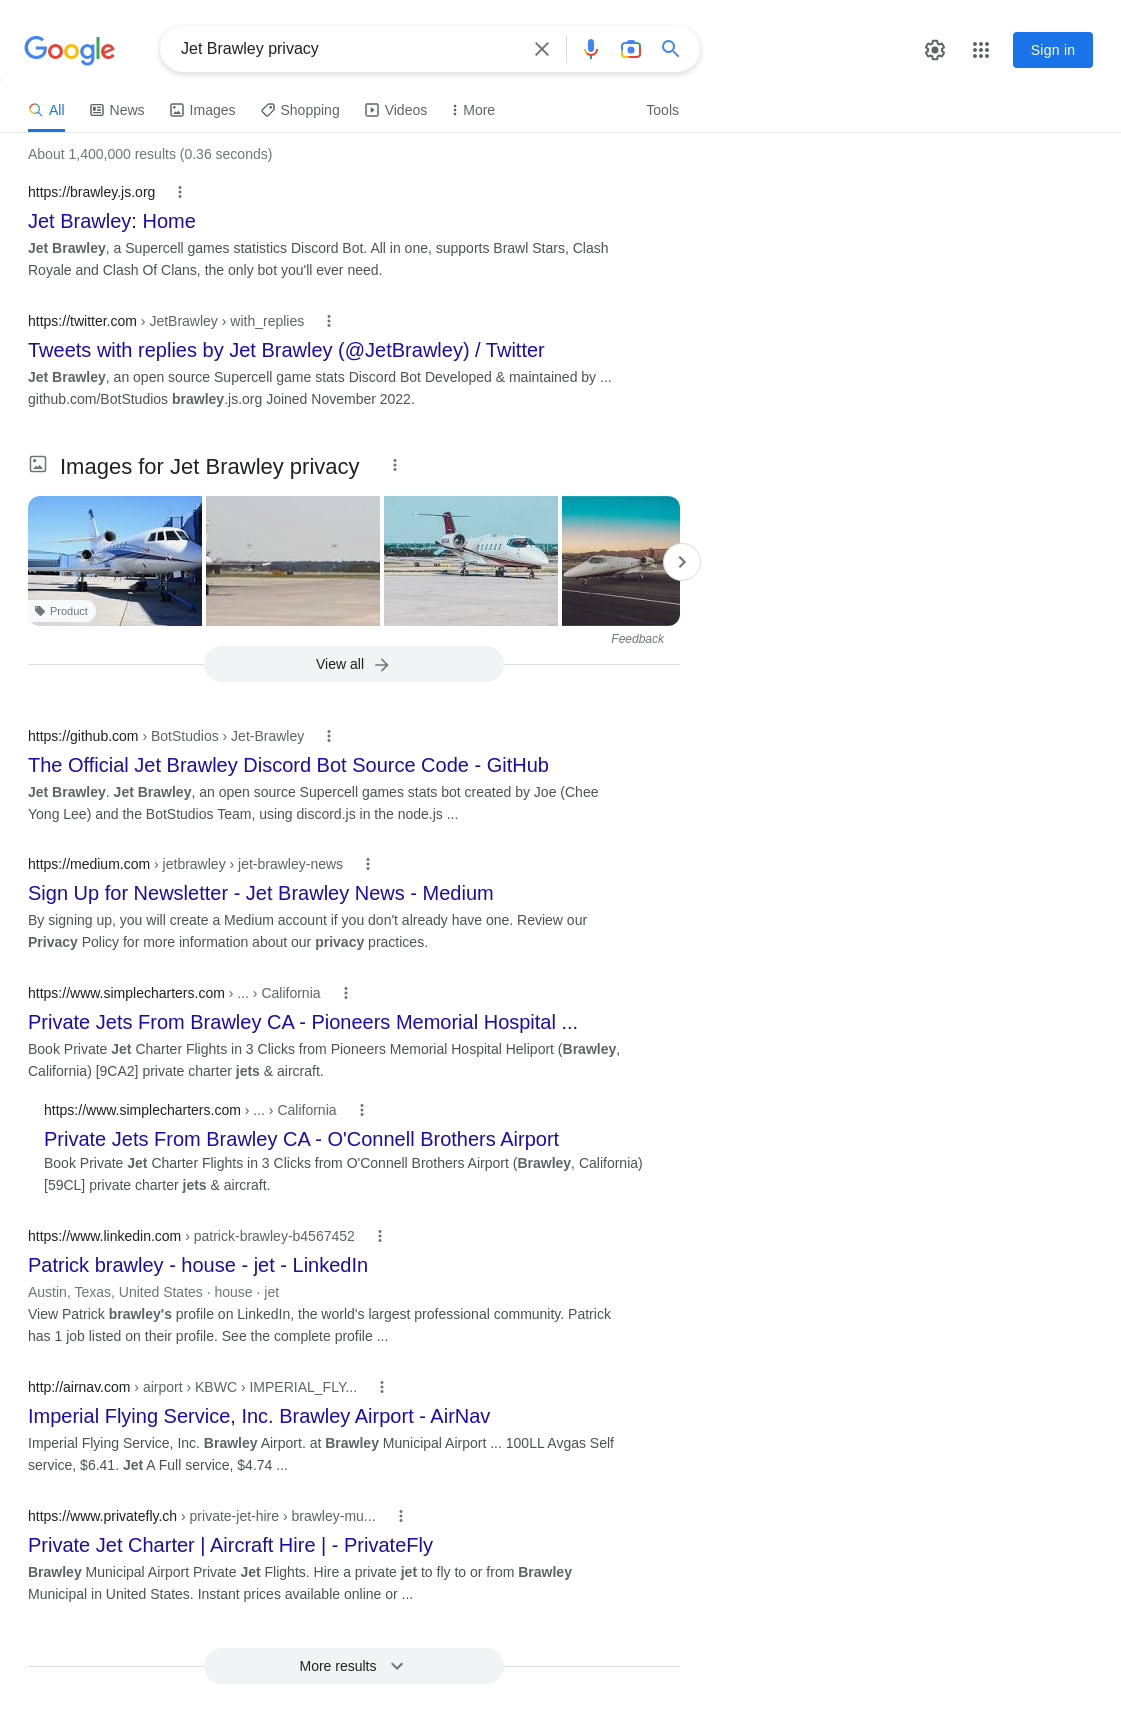 Google
Jet Brawley privacy
Sign in
All
News
Images
Shopping
Videos
More
Tools
About 1,400,000 results (0.36 seconds)
https://brawley.js.org
Jet Brawley: Home
Jet Brawley, a Supercell games statistics Discord Bot. All in one, supports Brawl Stars, Clash
Royale and Clash Of Clans, the only bot you'll ever need.
https://twitter.com › JetBrawley › with_replies
Tweets with replies by Jet Brawley (@JetBrawley) / Twitter
Jet Brawley, an open source Supercell game stats Discord Bot Developed & maintained by ...
github.com/BotStudios brawley.js.org Joined November 2022.
Images for Jet Brawley privacy
Product
Feedback
View all
https://github.com › BotStudios › Jet-Brawley
The Official Jet Brawley Discord Bot Source Code - GitHub
Jet Brawley. Jet Brawley, an open source Supercell games stats bot created by Joe (Chee
Yong Lee) and the BotStudios Team, using discord.js in the node.js ...
https://medium.com › jetbrawley › jet-brawley-news
Sign Up for Newsletter - Jet Brawley News - Medium
By signing up, you will create a Medium account if you don't already have one. Review our
Privacy Policy for more information about our privacy practices.
https://www.simplecharters.com › ... › California
Private Jets From Brawley CA - Pioneers Memorial Hospital ...
Book Private Jet Charter Flights in 3 Clicks from Pioneers Memorial Hospital Heliport (Brawley,
California) [9CA2] private charter jets & aircraft.
https://www.simplecharters.com › ... › California
Private Jets From Brawley CA - O'Connell Brothers Airport
Book Private Jet Charter Flights in 3 Clicks from O'Connell Brothers Airport (Brawley, California)
[59CL] private charter jets & aircraft.
https://www.linkedin.com › patrick-brawley-b4567452
Patrick brawley - house - jet - LinkedIn
Austin, Texas, United States · house · jet
View Patrick brawley's profile on LinkedIn, the world's largest professional community. Patrick
has 1 job listed on their profile. See the complete profile ...
http://airnav.com › airport › KBWC › IMPERIAL_FLY...
Imperial Flying Service, Inc. Brawley Airport - AirNav
Imperial Flying Service, Inc. Brawley Airport. at Brawley Municipal Airport ... 100LL Avgas Self
service, $6.41. Jet A Full service, $4.74 ...
https://www.privatefly.ch › private-jet-hire › brawley-mu...
Private Jet Charter | Aircraft Hire | - PrivateFly
Brawley Municipal Airport Private Jet Flights. Hire a private jet to fly to or from Brawley
Municipal in United States. Instant prices available online or ...
More results